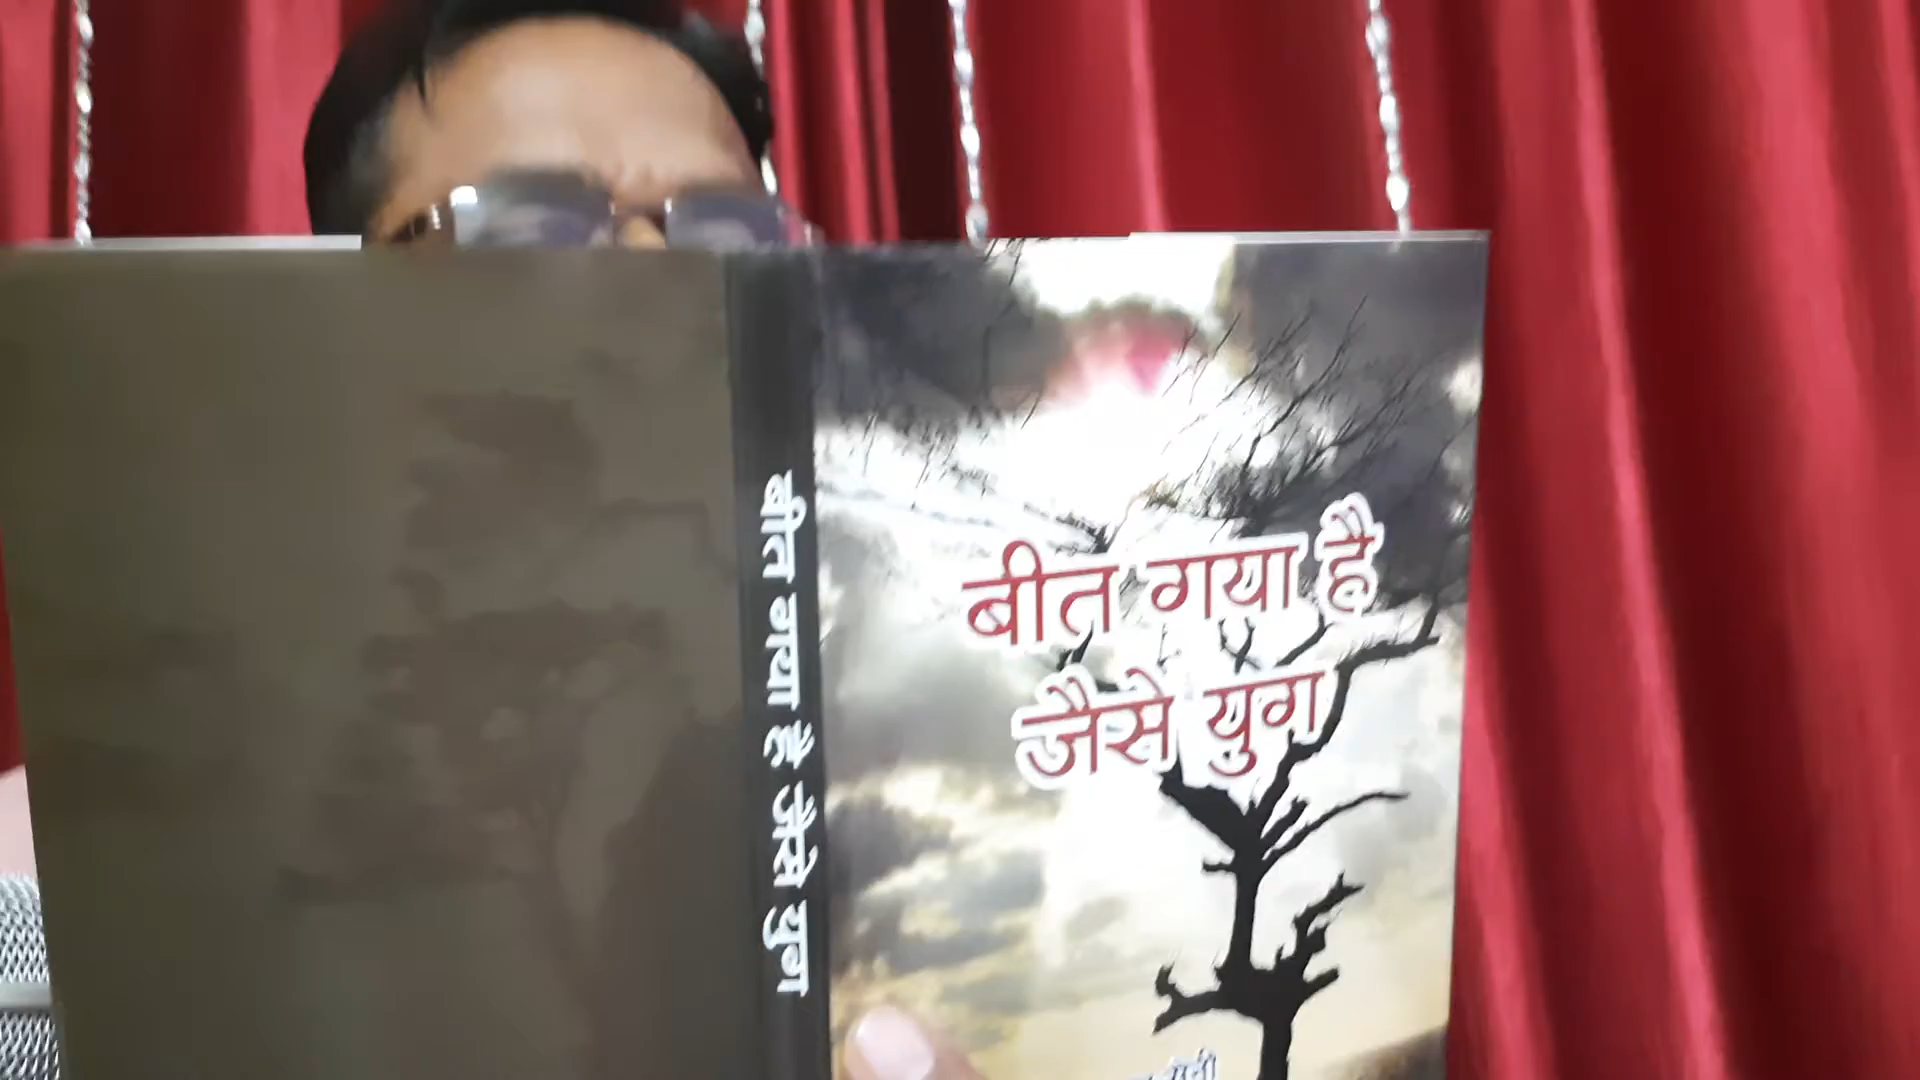 बीत गया है जैसे युग
बीत गया है
जैसे युग